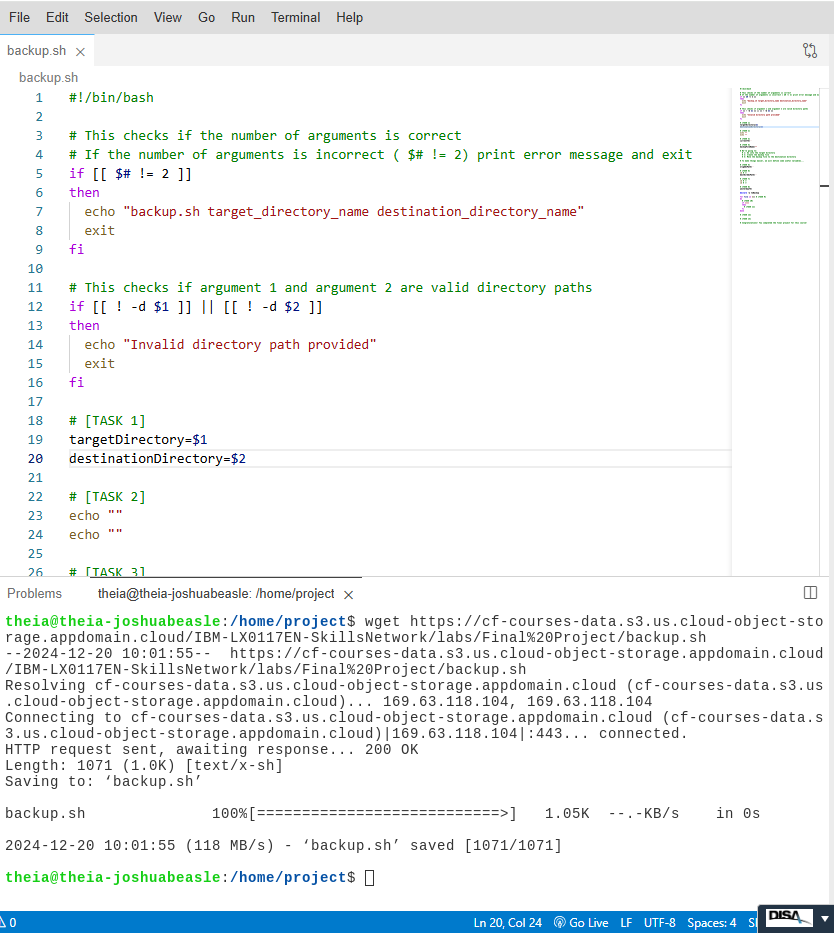 File Edit Selection View Go Run Terminal Help
backup.sh
backup.sh
1 #!/bin/bash
2
3 # This checks if the number of arguments is correct
4 # If the number of arguments is incorrect ( $# != 2) print error message and exit
5 if [[ $# != 2 ]]
6 then
7 echo "backup.sh target_directory_name destination_directory_name"
8 exit
9 fi
10
11 # This checks if argument 1 and argument 2 are valid directory paths
12 if [[ ! -d $1 ]] || [[ ! -d $2 ]]
13 then
14 echo "Invalid directory path provided"
15 exit
16 fi
17
18 # [TASK 1]
19 targetDirectory=$1
20 destinationDirectory=$2
21
22 # [TASK 2]
23 echo ""
24 echo ""
25
26 # [TASK 3]
Problems theia@theia-joshuabeasle: /home/project
theia@theia-joshuabeasle:/home/project$ wget https://cf-courses-data.s3.us.cloud-object-sto
rage.appdomain.cloud/IBM-LX0117EN-SkillsNetwork/labs/Final%20Project/backup.sh
--2024-12-20 10:01:55-- https://cf-courses-data.s3.us.cloud-object-storage.appdomain.cloud
/IBM-LX0117EN-SkillsNetwork/labs/Final%20Project/backup.sh
Resolving cf-courses-data.s3.us.cloud-object-storage.appdomain.cloud (cf-courses-data.s3.us
.cloud-object-storage.appdomain.cloud)... 169.63.118.104, 169.63.118.104
Connecting to cf-courses-data.s3.us.cloud-object-storage.appdomain.cloud (cf-courses-data.s
3.us.cloud-object-storage.appdomain.cloud)|169.63.118.104|:443... connected.
HTTP request sent, awaiting response... 200 OK
Length: 1071 (1.0K) [text/x-sh]
Saving to: ‘backup.sh’
backup.sh 100%[===========================>] 1.05K --.-KB/s in 0s
2024-12-20 10:01:55 (118 MB/s) - ‘backup.sh’ saved [1071/1071]
theia@theia-joshuabeasle:/home/project$
0 Ln 20, Col 24 Go Live LF UTF-8 Spaces: 4 DISA